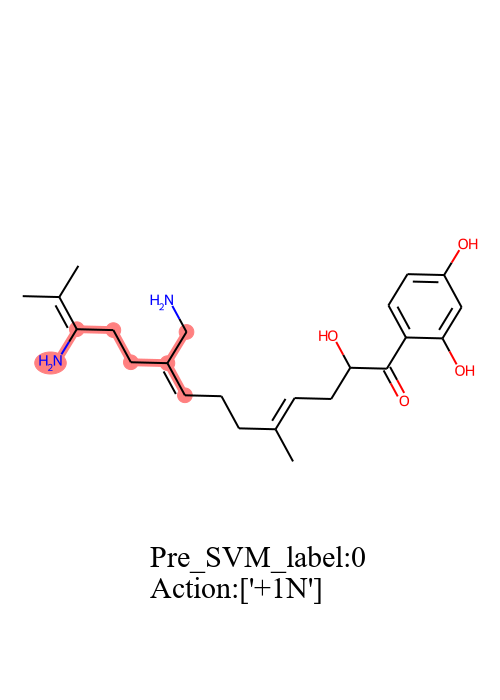 OH
H2N
HO
H2N
OH
O
Pre_SVM_label:0
Action:['+1N']